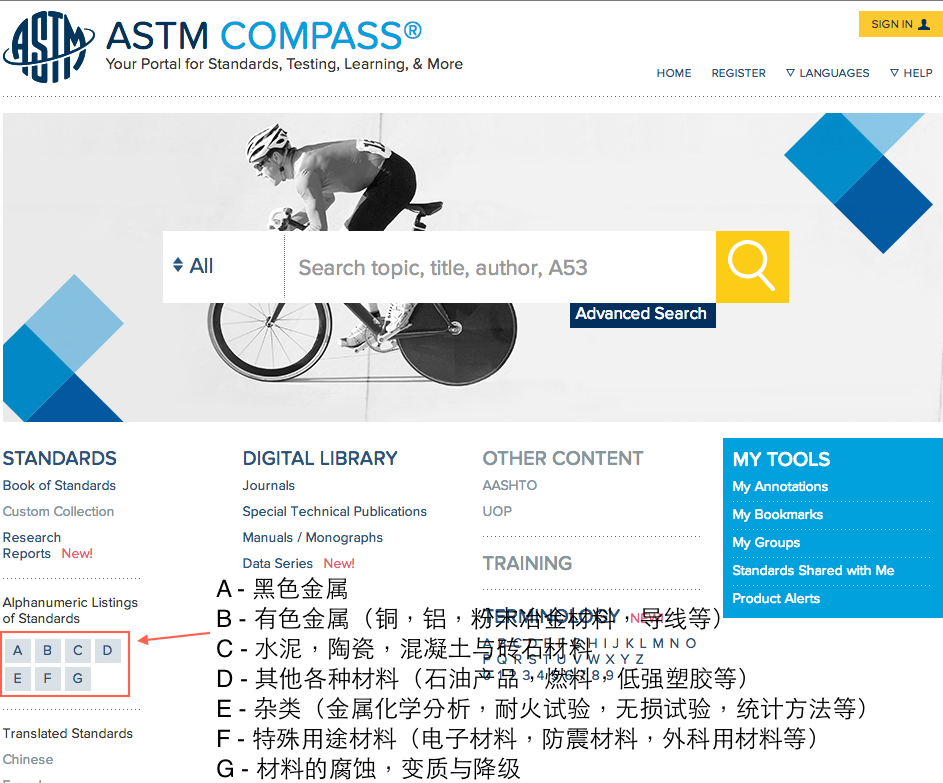 ASTM
ASTM COMPASS®
Your Portal for Standards, Testing, Learning, & More
SIGN IN
HOME REGISTER LANGUAGES HELP
All
Search topic, title, author, A53
Advanced Search
STANDARDS
Book of Standards
Custom Collection
Research
Reports New!
Alphanumeric Listings
of Standards
A B C D
E F G
Translated Standards
Chinese
DIGITAL LIBRARY
Journals
Special Technical Publications
Manuals / Monographs
Data Series New!
OTHER CONTENT
AASHTO
UOP
TRAINING
TERMINOLOGY NEW!
A B C D E F G H I J K L M N O
P Q R S T U V W X Y Z
0 1 2 3 4 5 6 7 8 9
MY TOOLS
My Annotations
My Bookmarks
My Groups
Standards Shared with Me
Product Alerts
A - 黑色金属
B - 有色金属（铜，铝，粉末冶金材料，导线等）
C - 水泥，陶瓷，混凝土与砖石材料
D - 其他各种材料（石油产品，燃料，低强塑胶等）
E - 杂类（金属化学分析，耐火试验，无损试验，统计方法等）
F - 特殊用途材料（电子材料，防震材料，外科用材料等）
G - 材料的腐蚀，变质与降级